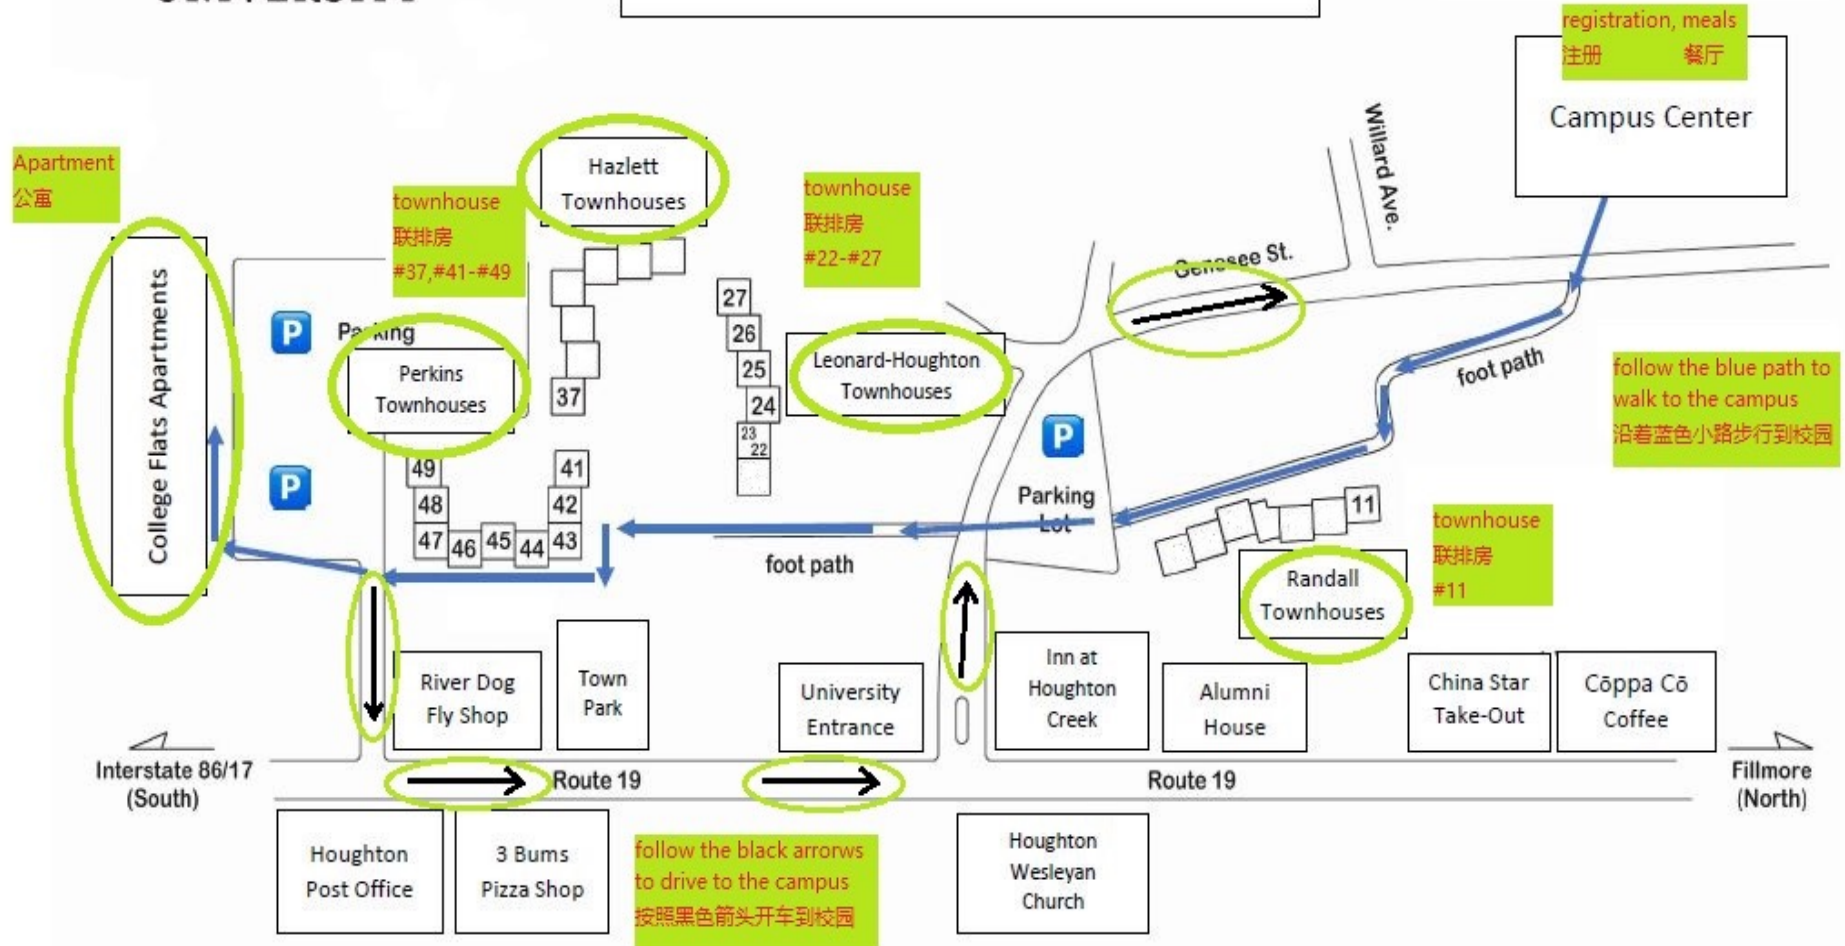 registration, meals
注册 餐厅
Campus Center
Willard Ave.
Hazlett
Townhouses
Apartment
公寓
townhouse
联排房
#37,#41-#49
townhouse
联排房
#22-#27
Genesee St.
College Flats Apartments
P
Parking
Perkins
Townhouses
37
27
26
25
24
23
22
Leonard-Houghton
Townhouses
foot path
follow the blue path to
walk to the campus
沿着蓝色小路步行到校园
P
P
Parking
Lot
49
48
47
46
45
44
43
42
41
foot path
11
Randall
Townhouses
townhouse
联排房
#11
River Dog
Fly Shop
Town
Park
University
Entrance
Inn at
Houghton
Creek
Alumni
House
China Star
Take-Out
Cōppa Cō
Coffee
Interstate 86/17
(South)
Route 19
Route 19
Fillmore
(North)
Houghton
Post Office
3 Bums
Pizza Shop
follow the black arrorws
to drive to the campus
按照黑色箭头开车到校园
Houghton
Wesleyan
Church